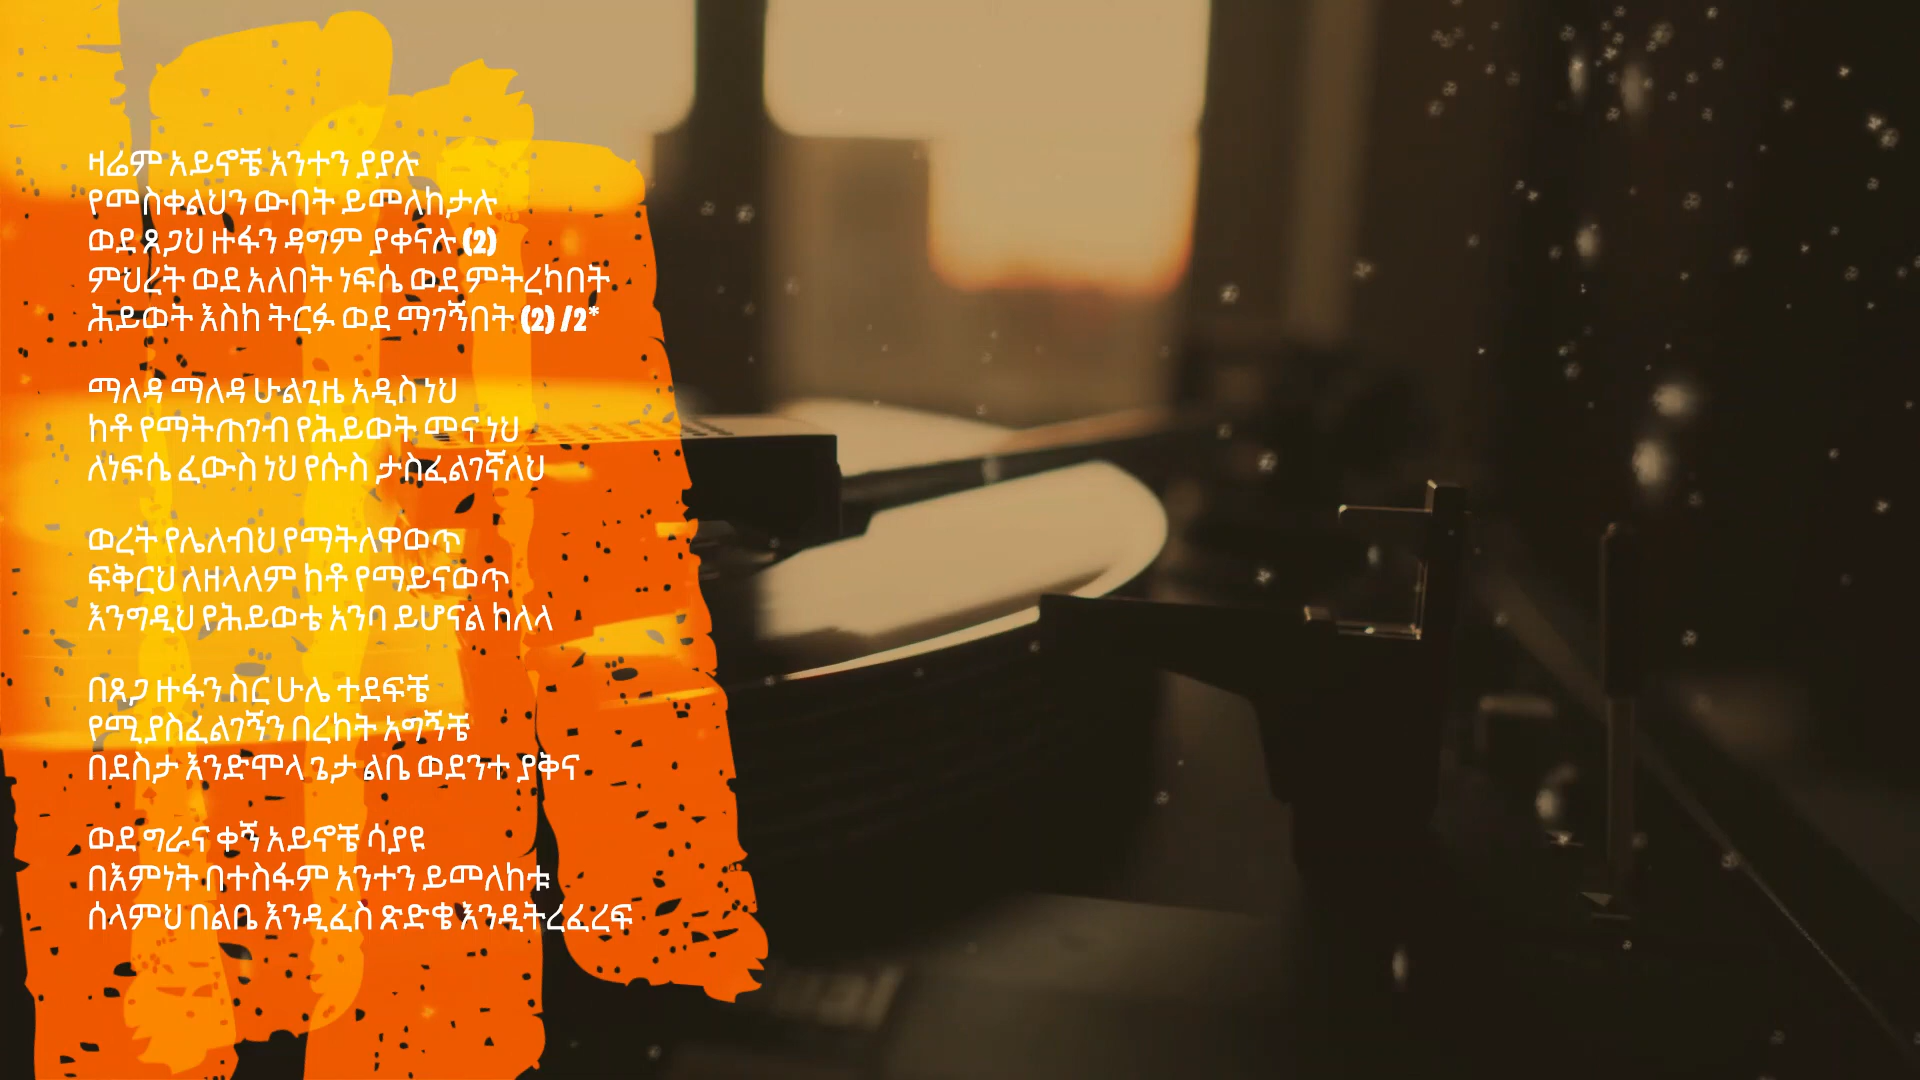 ዛሬም አይኖቼ አንተን ያያሉ
የመስቀልህን ውበት ይመለከታሉ
ወደ ጸጋህ ዙፋን ዳግም ያቀናሉ (2)
ምህረት ወደ አለበት ነፍሴ ወደ ምትረካበት
ሕይወት እስከ ትርፉ ወደ ማገኝበት (2) /2*
ማለዳ ማለዳ ሁልጊዜ አዲስ ነህ
ከቶ የማትጠገብ የሕይወት መና ነህ
ለነፍሴ ፈውስ ነህ የሱስ ታስፈልገኛለህ
ወረት የሌለብህ የማትለዋወጥ
ፍቅርህ ለዘላለም ከቶ የማይናወጥ
እንግዲህ የሕይወቴ አንባ ይሆናል ከለላ
በጸጋ ዙፋን ስር ሁሌ ተደፍቼ
የሚያስፈልገኝን በረከት አግኝቼ
በደስታ እንድሞላ ጌታ ልቤ ወደንተ ያቅና
ወደ ግራና ቀኝ አይኖቼ ሳያዩ
በእምነት በተስፋም አንተን ይመለከቱ
ሰላምህ በልቤ እንዲፈስ ጽድቄ እንዲትረፈረፍ